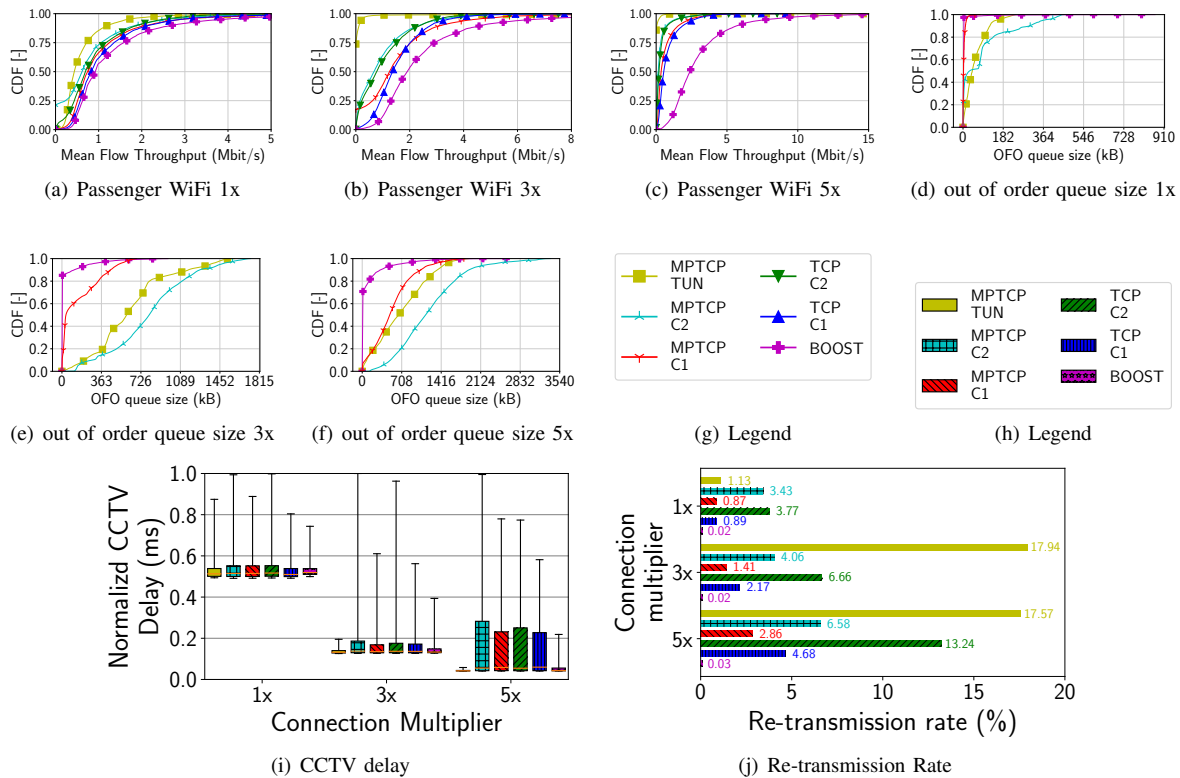 CDF [-]
1.00
0.75
0.50
0.25
0.00
0 1 2 3 4 5
Mean Flow Throughput (Mbit/s)
(a) Passenger WiFi 1x
CDF [-]
1.00
0.75
0.50
0.25
0.00
0 2 4 6 8
Mean Flow Throughput (Mbit/s)
(b) Passenger WiFi 3x
CDF [-]
1.00
0.75
0.50
0.25
0.00
0 5 10 15
Mean Flow Throughput (Mbit/s)
(c) Passenger WiFi 5x
CDF [-]
1.00
0.75
0.50
0.25
0.00
0 182 364 546 728 910
OFO queue size (kB)
(d) out of order queue size 1x
CDF [-]
1.0
0.8
0.6
0.4
0.2
0.0
0 363 726 1089 1452 1815
OFO queue size (kB)
(e) out of order queue size 3x
CDF [-]
1.0
0.8
0.6
0.4
0.2
0.0
0 708 1416 2124 2832 3540
OFO queue size (kB)
(f) out of order queue size 5x
MPTCP
TUN
MPTCP
C2
MPTCP
C1
TCP
C2
TCP
C1
BOOST
(g) Legend
MPTCP
TUN
MPTCP
C2
MPTCP
C1
TCP
C2
TCP
C1
BOOST
(h) Legend
Normalizd CCTV
Delay (ms)
1.0
0.8
0.6
0.4
0.2
0.0
1x 3x 5x
Connection Multiplier
(i) CCTV delay
Connection
multiplier
1x
3x
5x
1.13
3.43
0.87
3.77
0.89
0.02
17.94
4.06
1.41
6.66
2.17
0.02
17.57
6.58
2.86
13.24
4.68
0.03
0 5 10 15 20
Re-transmission rate (%)
(j) Re-transmission Rate